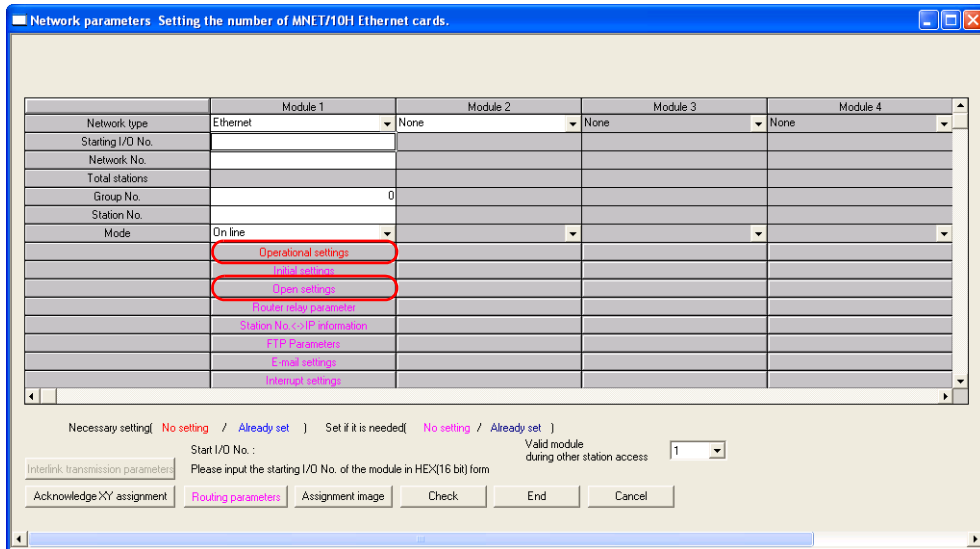 Network parameters Setting the number of MNET/10H Ethernet cards.
Module 1 Module 2 Module 3 Module 4
Network type Ethernet None None None
Starting I/O No.
Network No.
Total stations
Group No. 0
Station No.
Mode On line
Operational settings
Initial settings
Open settings
Router relay parameter
Station No.<->IP information
FTP Parameters
E-mail settings
Interrupt settings
Necessary setting( No setting / Already set ) Set if it is needed( No setting / Already set )
Start I/O No. :
Valid module
during other station access 1
Interlink transmission parameters Please input the starting I/O No. of the module in HEX(16 bit) form
Acknowledge XY assignment Routing parameters Assignment image Check End Cancel